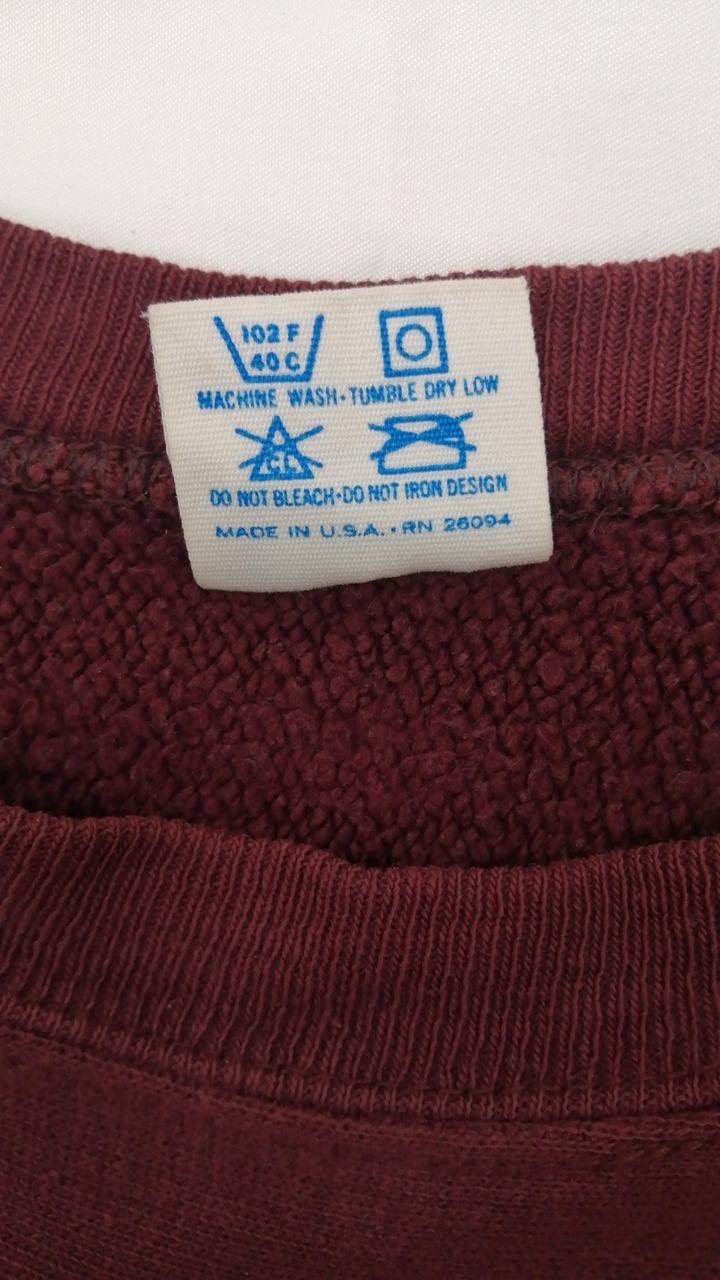 102 F
40 C
MACHINE WASH·TUMBLE DRY LOW
CL
DO NOT BLEACH·DO NOT IRON DESIGN
MADE IN U.S.A.·RN 26094